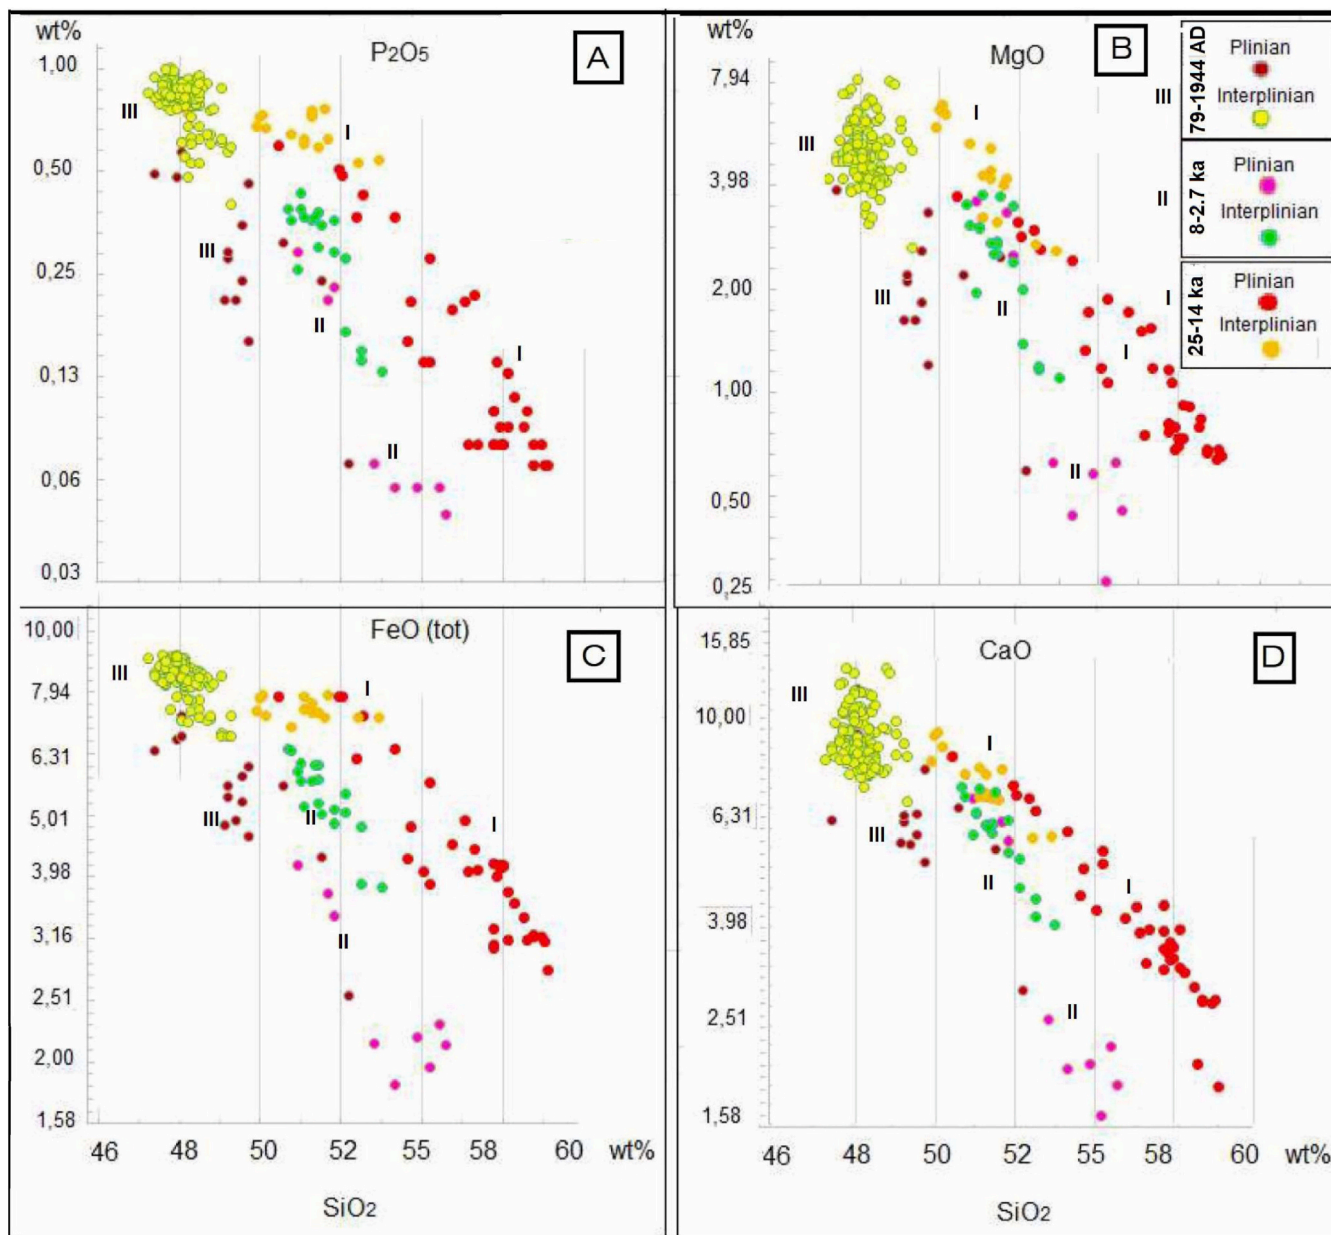 wt%
P2O5
A
1,00
III
I
0,50
0,25
III
II
0,13
I
II
0,06
0,03
wt%
MgO
B
7,94
I
III
3,98
2,00
III
II
I
I
1,00
II
0,50
0,25
79-1944 AD
III
Plinian
Interplinian
8-2.7 ka
II
Plinian
Interplinian
25-14 ka
I
Plinian
Interplinian
10,00
FeO (tot)
C
III
7,94
I
6,31
5,01
III
II
I
3,98
3,16
II
2,51
2,00
1,58
46 48 50 52 55 58 60 wt%
SiO2
15,85
CaO
D
III
10,00
I
6,31
III
II
I
3,98
2,51
II
1,58
46 48 50 52 55 58 60 wt%
SiO2